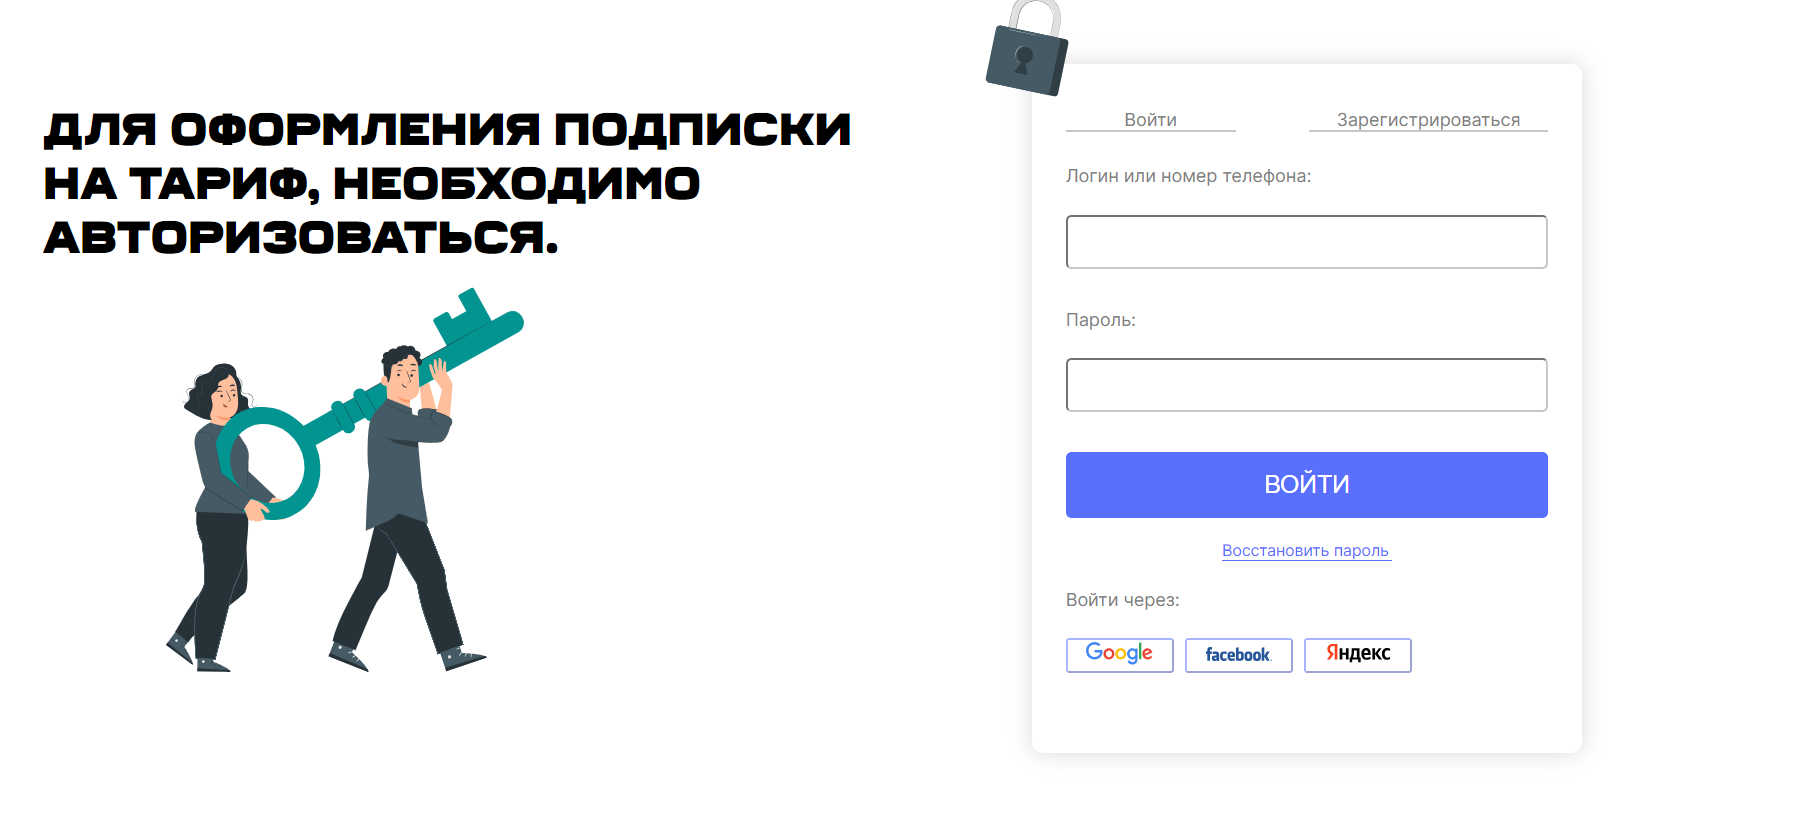 ДЛЯ ОФОРМЛЕНИЯ ПОДПИСКИ
НА ТАРИФ, НЕОБХОДИМО
АВТОРИЗОВАТЬСЯ.
Войти
Зарегистрироваться
Логин или номер телефона:
Пароль:
ВОЙТИ
Восстановить пароль
Войти через:
Google
facebook.
Яндекс